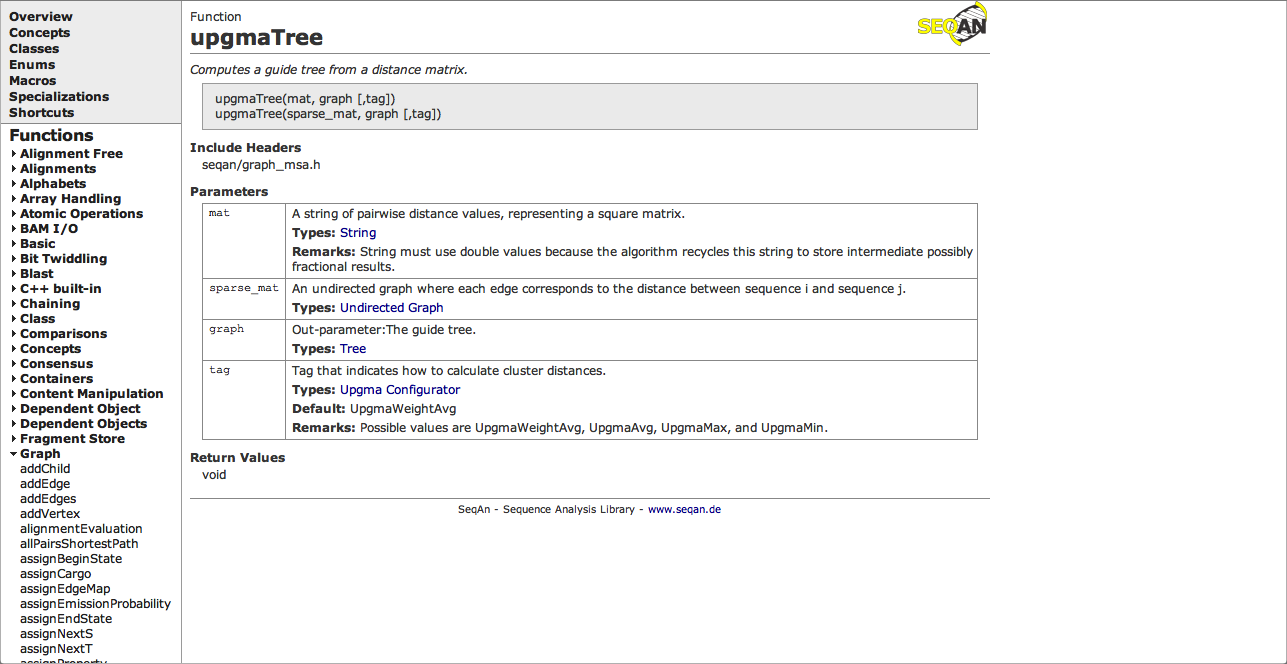 Overview
Concepts
Classes
Enums
Macros
Specializations
Shortcuts
Functions
Alignment Free
Alignments
Alphabets
Array Handling
Atomic Operations
BAM I/O
Basic
Bit Twiddling
Blast
C++ built-in
Chaining
Class
Comparisons
Concepts
Consensus
Containers
Content Manipulation
Dependent Object
Dependent Objects
Fragment Store
Graph
addChild
addEdge
addEdges
addVertex
alignmentEvaluation
allPairsShortestPath
assignBeginState
assignCargo
assignEdgeMap
assignEmissionProbability
assignEndState
assignNextS
assignNextT
assignProperty
Function
SEQAN
upgmaTree
Computes a guide tree from a distance matrix.
upgmaTree(mat, graph [,tag])
upgmaTree(sparse_mat, graph [,tag])
Include Headers
seqan/graph_msa.h
Parameters
mat A string of pairwise distance values, representing a square matrix.
Types: String
Remarks: String must use double values because the algorithm recycles this string to store intermediate possibly
fractional results.
sparse_mat An undirected graph where each edge corresponds to the distance between sequence i and sequence j.
Types: Undirected Graph
graph Out-parameter:The guide tree.
Types: Tree
tag Tag that indicates how to calculate cluster distances.
Types: Upgma Configurator
Default: UpgmaWeightAvg
Remarks: Possible values are UpgmaWeightAvg, UpgmaAvg, UpgmaMax, and UpgmaMin.
Return Values
void
SeqAn - Sequence Analysis Library - www.seqan.de